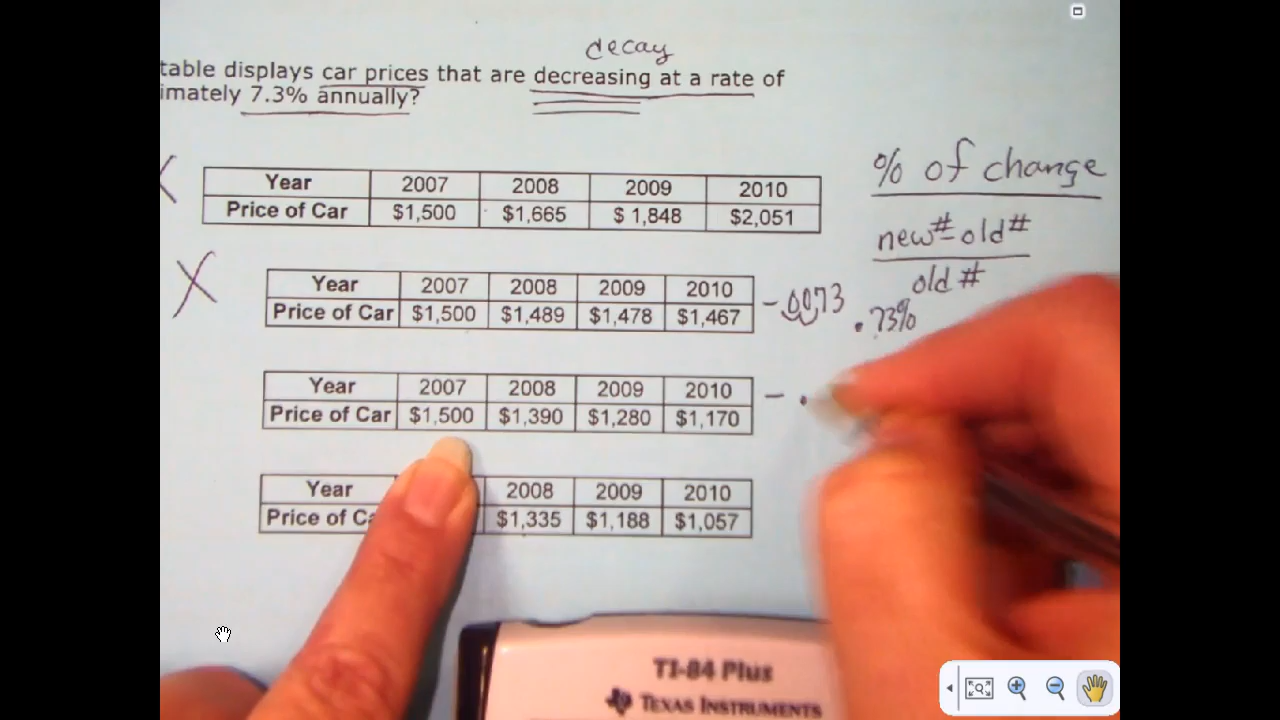 decay
table displays car prices that are decreasing at a rate of
imately 7.3% annually?
% of change
new# - old#
old #
X
Year 2007 2008 2009 2010
Price of Car $1,500 $1,665 $ 1,848 $2,051
X
Year 2007 2008 2009 2010
Price of Car $1,500 $1,489 $1,478 $1,467
- .0073
.73%
Year 2007 2008 2009 2010
Price of Car $1,500 $1,390 $1,280 $1,170
- .
Year 2008 2009 2010
Price of Ca $1,335 $1,188 $1,057
TI-84 Plus
TEXAS INSTRUMENTS